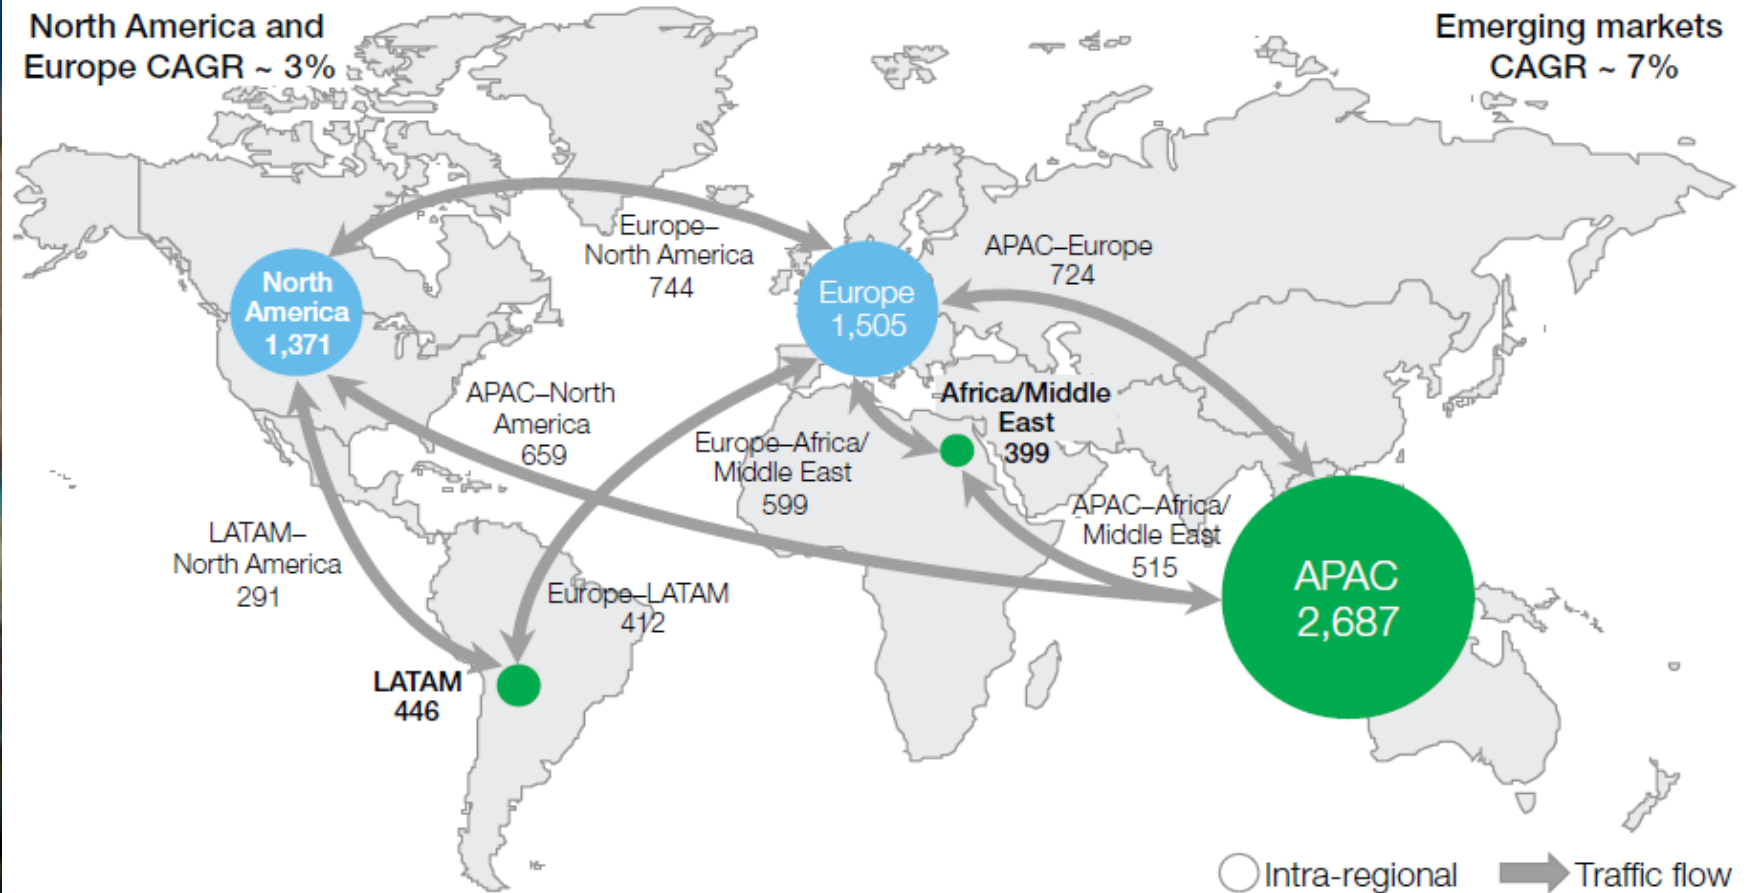 North America and
Europe CAGR ~ 3%
Emerging markets
CAGR ~ 7%
Europe–
North America
744
APAC–Europe
724
North
America
1,371
Europe
1,505
APAC–North
America
659
Africa/Middle
East
399
Europe–Africa/
Middle East
599
APAC–Africa/
Middle East
515
LATAM–
North America
291
Europe–LATAM
412
APAC
2,687
LATAM
446
Intra-regional
Traffic flow